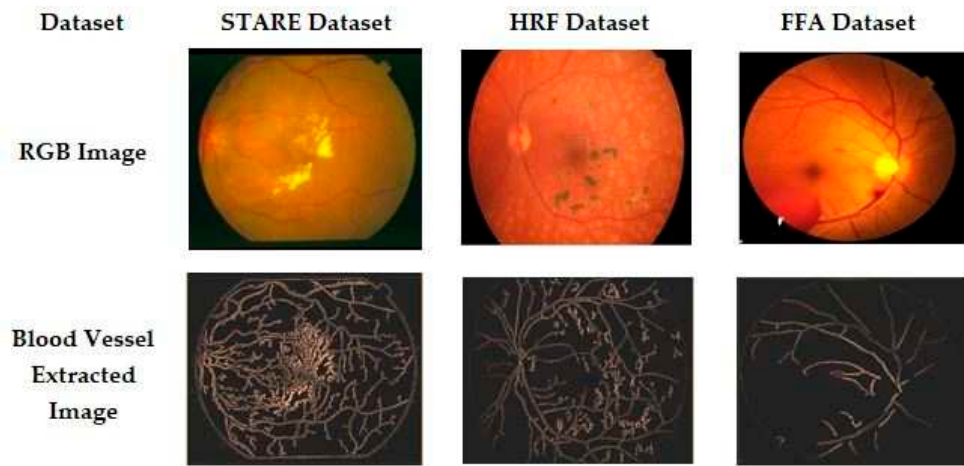 Dataset STARE Dataset HRF Dataset FFA Dataset
RGB Image
Blood Vessel
Extracted
Image